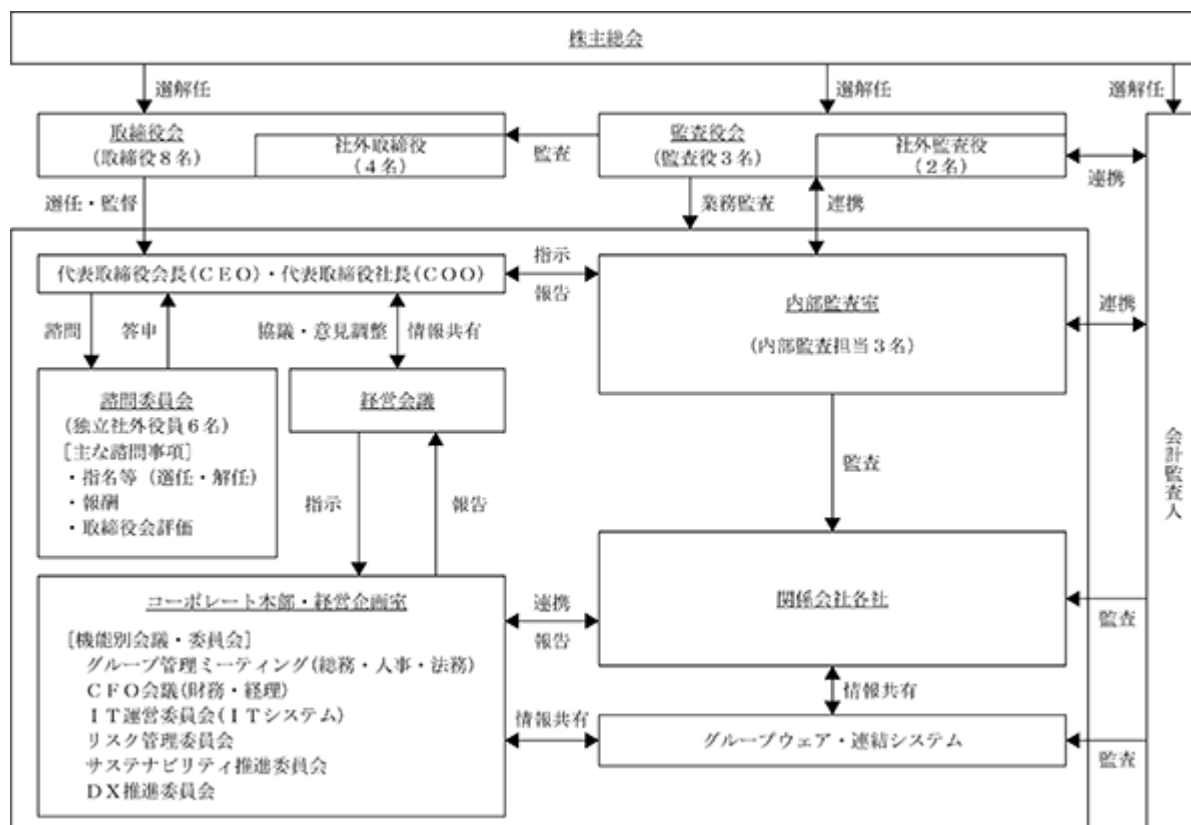 株主総会
選解任
選解任
選解任
取締役会
(取締役8名)
社外取締役
(4名)
監査
監査役会
(監査役3名)
社外監査役
(2名)
連携
選任・監督
業務監査
連携
代表取締役会長(CEO)・代表取締役社長(COO)
指示
報告
内部監査室
(内部監査担当3名)
連携
諮問
答申
協議・意見調整
情報共有
諮問委員会
(独立社外役員6名)
[主な諮問事項]
・指名等(選任・解任)
・報酬
・取締役会評価
経営会議
監査
会計監査人
指示
報告
コーポレート本部・経営企画室
[機能別会議・委員会]
グループ管理ミーティング(総務・人事・法務)
CFO会議(財務・経理)
IT運営委員会(ITシステム)
リスク管理委員会
サステナビリティ推進委員会
DX推進委員会
連携
報告
関係会社各社
監査
情報共有
情報共有
グループウェア・連結システム
監査